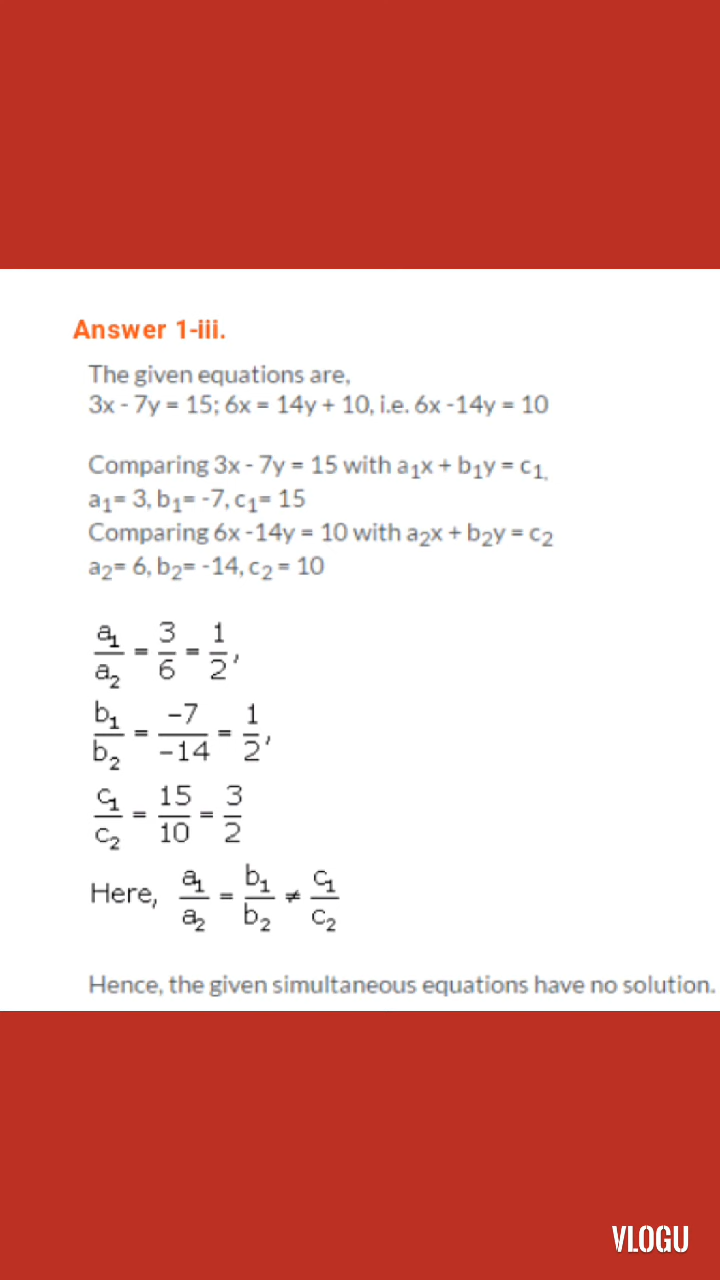 Answer 1-iii.
The given equations are,
3x - 7y = 15; 6x = 14y + 10, i.e. 6x -14y = 10
Comparing 3x - 7y = 15 with a₁x + b₁y = c₁,
a₁= 3, b₁= -7, c₁= 15
Comparing 6x -14y = 10 with a₂x + b₂y = c₂
a₂= 6, b₂= -14, c₂ = 10
a₁/a₂ = 3/6 = 1/2,
b₁/b₂ = -7/-14 = 1/2,
c₁/c₂ = 15/10 = 3/2
Here, a₁/a₂ = b₁/b₂ ≠ c₁/c₂
Hence, the given simultaneous equations have no solution.
VLOGU